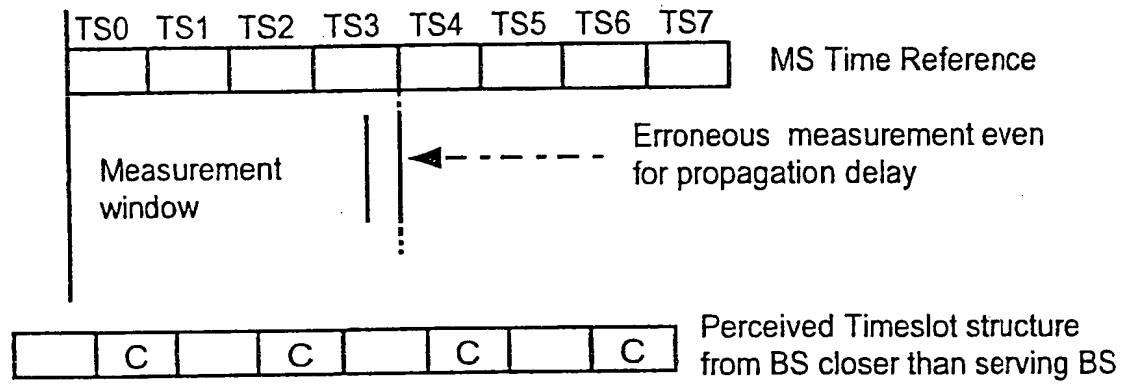 TS0 TS1 TS2 TS3 TS4 TS5 TS6 TS7
MS Time Reference
Measurement
window
Erroneous measurement even
for propagation delay
C C C C
Perceived Timeslot structure
from BS closer than serving BS